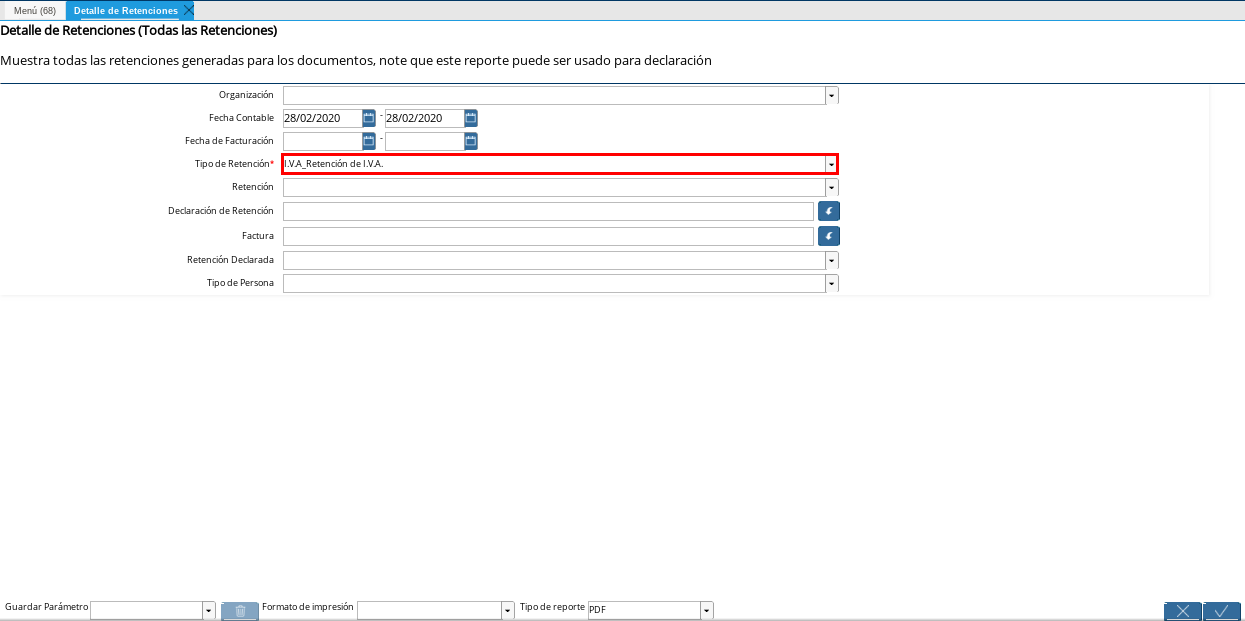 Menú (68) Detalle de Retenciones
Detalle de Retenciones (Todas las Retenciones)
Muestra todas las retenciones generadas para los documentos, note que este reporte puede ser usado para declaración
Organización
Fecha Contable 28/02/2020 - 28/02/2020
Fecha de Facturación -
Tipo de Retención* I.V.A_Retención de I.V.A.
Retención
Declaración de Retención
Factura
Retención Declarada
Tipo de Persona
Guardar Parámetro Formato de impresión Tipo de reporte PDF